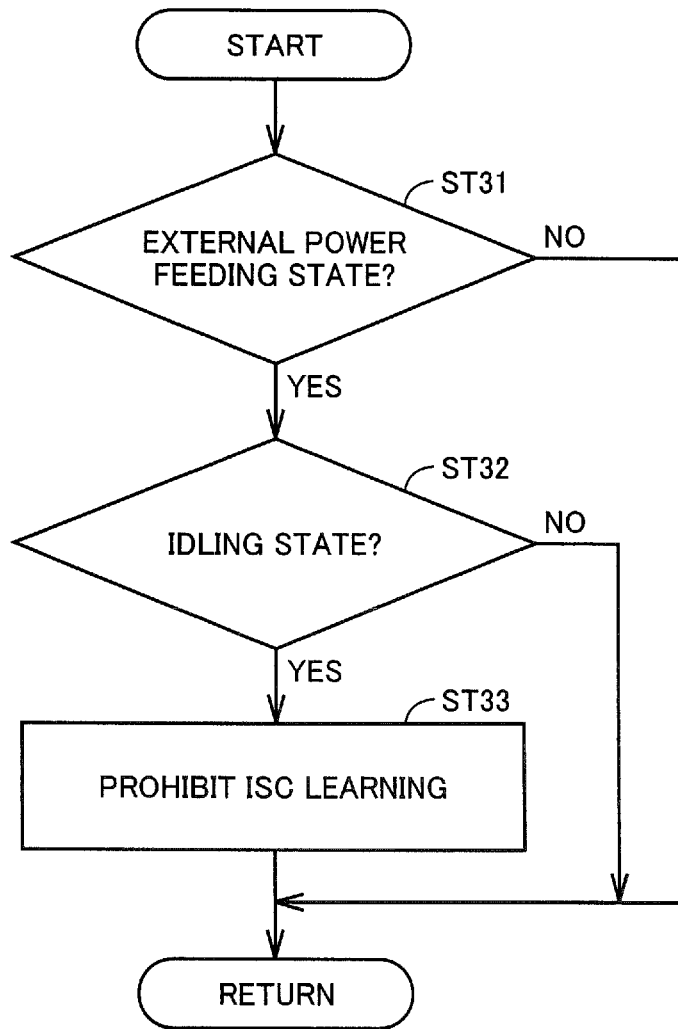 START
ST31
EXTERNAL POWER
FEEDING STATE?
NO
YES
ST32
IDLING STATE?
NO
YES
ST33
PROHIBIT ISC LEARNING
RETURN